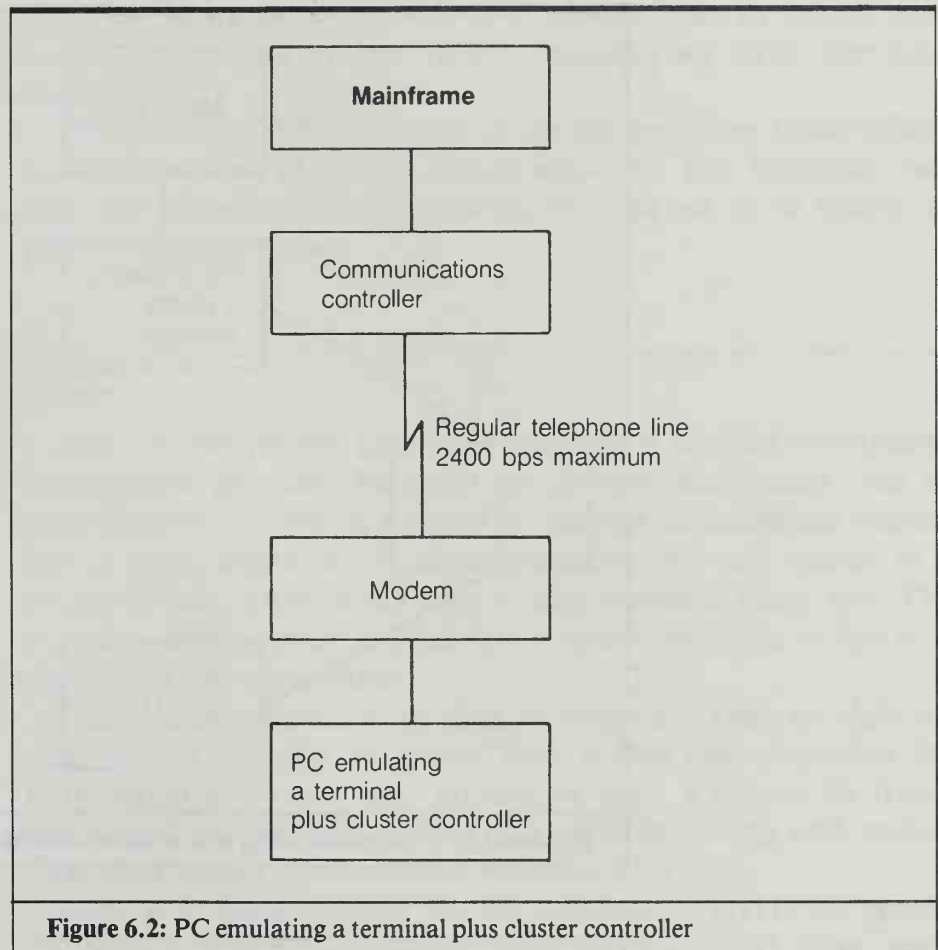 Mainframe
Communications
controller
Regular telephone line
2400 bps maximum
Modem
PC emulating
a terminal
plus cluster controller
Figure 6.2: PC emulating a terminal plus cluster controller